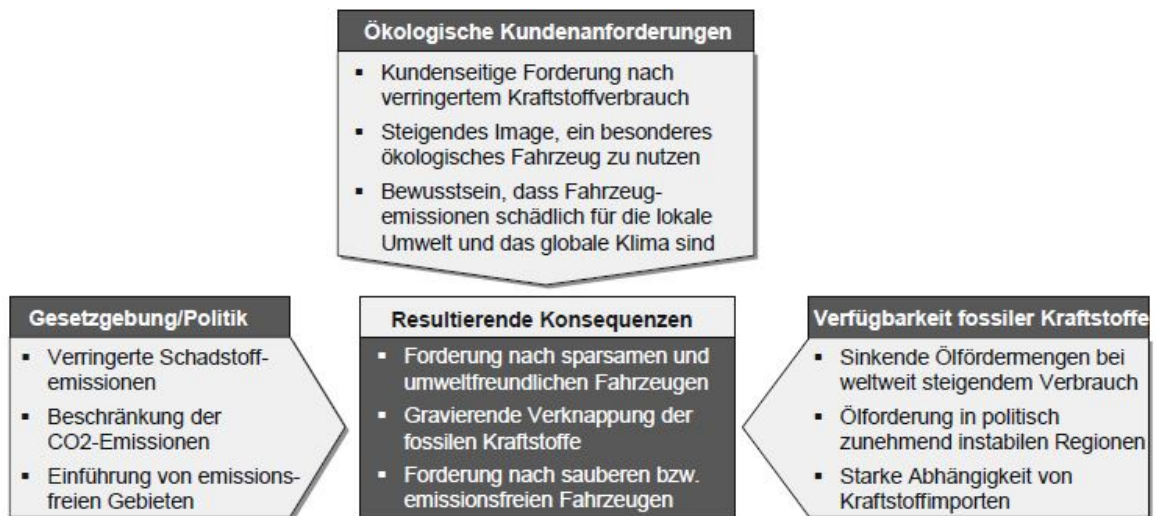 Ökologische Kundenanforderungen
▪ Kundenseitige Forderung nach
verringertem Kraftstoffverbrauch
▪ Steigendes Image, ein besonderes
ökologisches Fahrzeug zu nutzen
▪ Bewusstsein, dass Fahrzeug-
emissionen schädlich für die lokale
Umwelt und das globale Klima sind
Gesetzgebung/Politik
▪ Verringerte Schadstoff-
emissionen
▪ Beschränkung der
CO2-Emissionen
▪ Einführung von emissions-
freien Gebieten
Resultierende Konsequenzen
▪ Forderung nach sparsamen und
umweltfreundlichen Fahrzeugen
▪ Gravierende Verknappung der
fossilen Kraftstoffe
▪ Forderung nach sauberen bzw.
emissionsfreien Fahrzeugen
Verfügbarkeit fossiler Kraftstoffe
▪ Sinkende Ölfördermengen bei
weltweit steigendem Verbrauch
▪ Ölforderung in politisch
zunehmend instabilen Regionen
▪ Starke Abhängigkeit von
Kraftstoffimporten